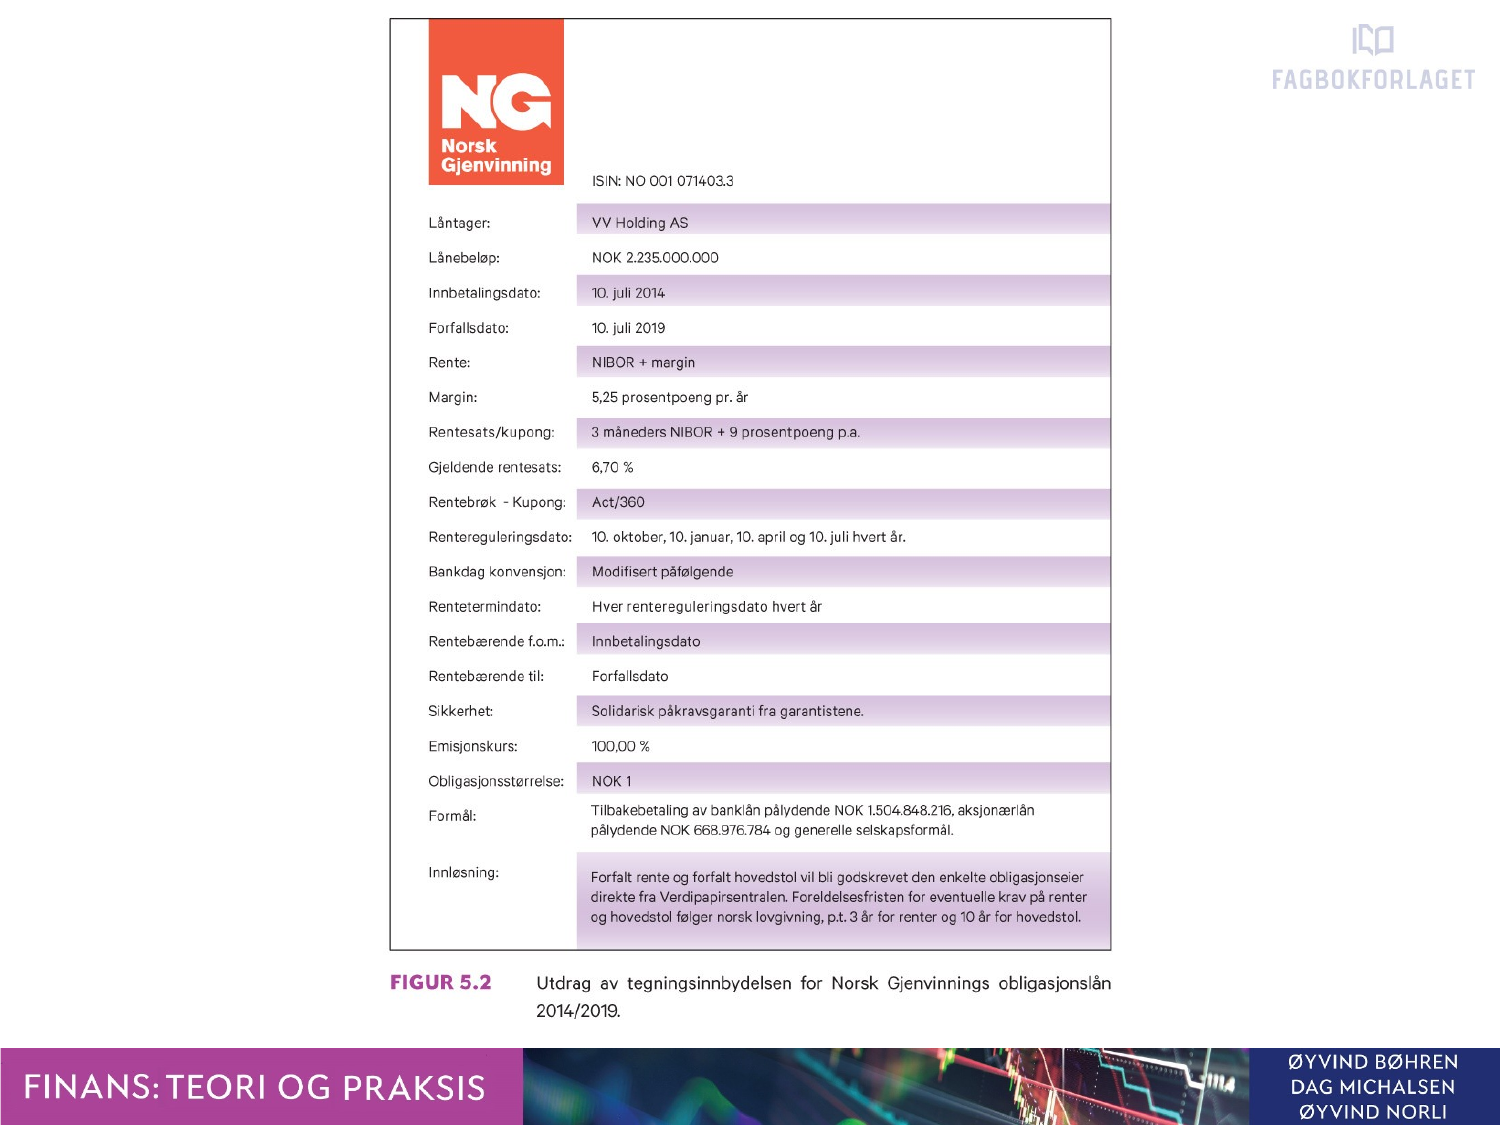 FAGBOKFORLAGET
NG
Norsk
Gjenvinning
ISIN: NO 001 071403.3
Låntager: VV Holding AS
Lånebeløp: NOK 2.235.000.000
Innbetalingsdato: 10. juli 2014
Forfallsdato: 10. juli 2019
Rente: NIBOR + margin
Margin: 5,25 prosentpoeng pr. år
Rentesats/kupong: 3 måneders NIBOR + 9 prosentpoeng p.a.
Gjeldende rentesats: 6,70 %
Rentebrøk - Kupong: Act/360
Rentereguleringsdato: 10. oktober, 10. januar, 10. april og 10. juli hvert år.
Bankdag konvensjon: Modifisert påfølgende
Rentetermindato: Hver rentereguleringsdato hvert år
Rentebærende f.o.m.: Innbetalingsdato
Rentebærende til: Forfallsdato
Sikkerhet: Solidarisk påkravsgaranti fra garantistene.
Emisjonskurs: 100,00 %
Obligasjonsstørrelse: NOK 1
Formål: Tilbakebetaling av banklån pålydende NOK 1.504.848.216, aksjonærlån
pålydende NOK 668.976.784 og generelle selskapsformål.
Innløsning: Forfalt rente og forfalt hovedstol vil bli godskrevet den enkelte obligasjonseier
direkte fra Verdipapirsentralen. Foreldelsesfristen for eventuelle krav på renter
og hovedstol følger norsk lovgivning, p.t. 3 år for renter og 10 år for hovedstol.
FIGUR 5.2 Utdrag av tegningsinnbydelsen for Norsk Gjenvinnings obligasjonslån
2014/2019.
FINANS: TEORI OG PRAKSIS
ØYVIND BØHREN
DAG MICHALSEN
ØYVIND NORLI